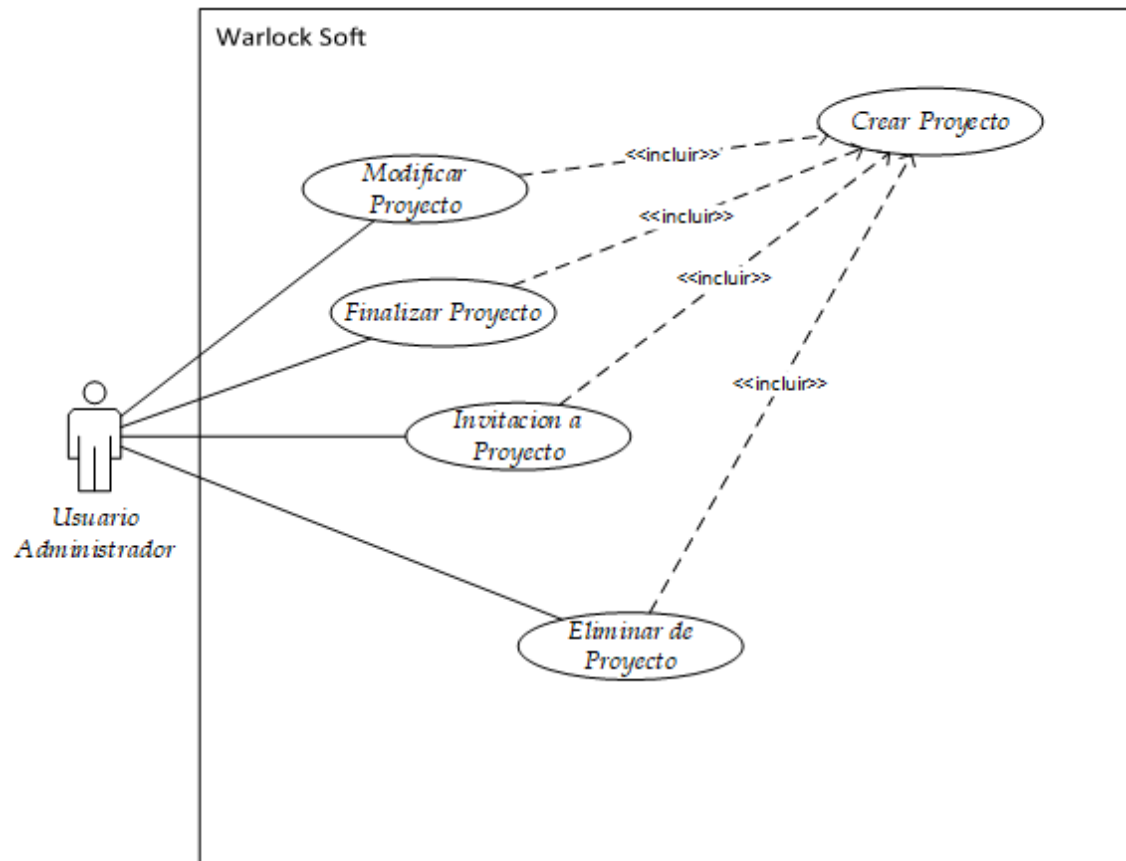 Warlock Soft
Crear Proyecto
<<incluir>>
Modificar
Proyecto
<<incluir>>
<<incluir>>
Finalizar Proyecto
<<incluir>>
Invitacion a
Proyecto
Usuario
Administrador
Eliminar de
Proyecto